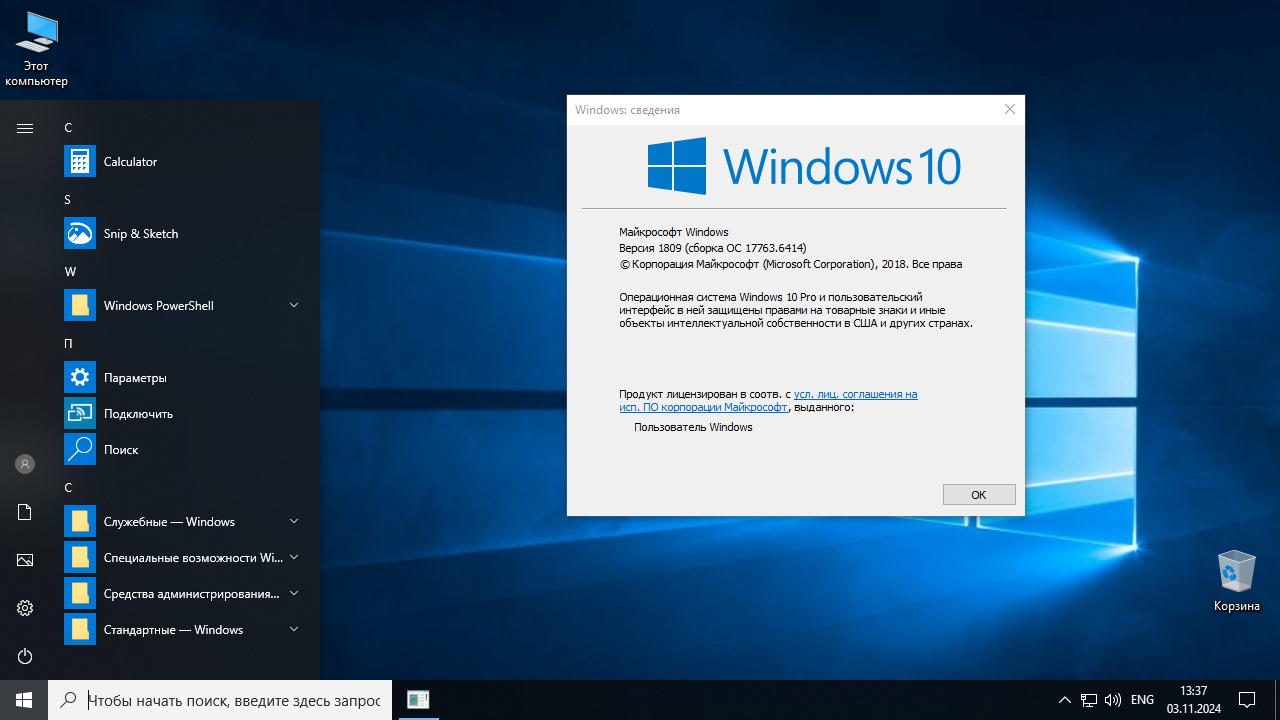 Этот
компьютер
C
Calculator
S
Snip & Sketch
W
Windows PowerShell
П
Параметры
Подключить
Поиск
С
Служебные — Windows
Специальные возможности Wi...
Средства администрирования...
Стандартные — Windows
Windows: сведения
Windows 10
Майкрософт Windows
Версия 1809 (сборка ОС 17763.6414)
© Корпорация Майкрософт (Microsoft Corporation), 2018. Все права
Операционная система Windows 10 Pro и пользовательский
интерфейс в ней защищены правами на товарные знаки и иные
объекты интеллектуальной собственности в США и других странах.
Продукт лицензирован в соотв. с усл. лиц. соглашения на
исп. ПО корпорации Майкрософт, выданного:
Пользователь Windows
ОК
Корзина
Чтобы начать поиск, введите здесь запрос
ENG
13:37
03.11.2024